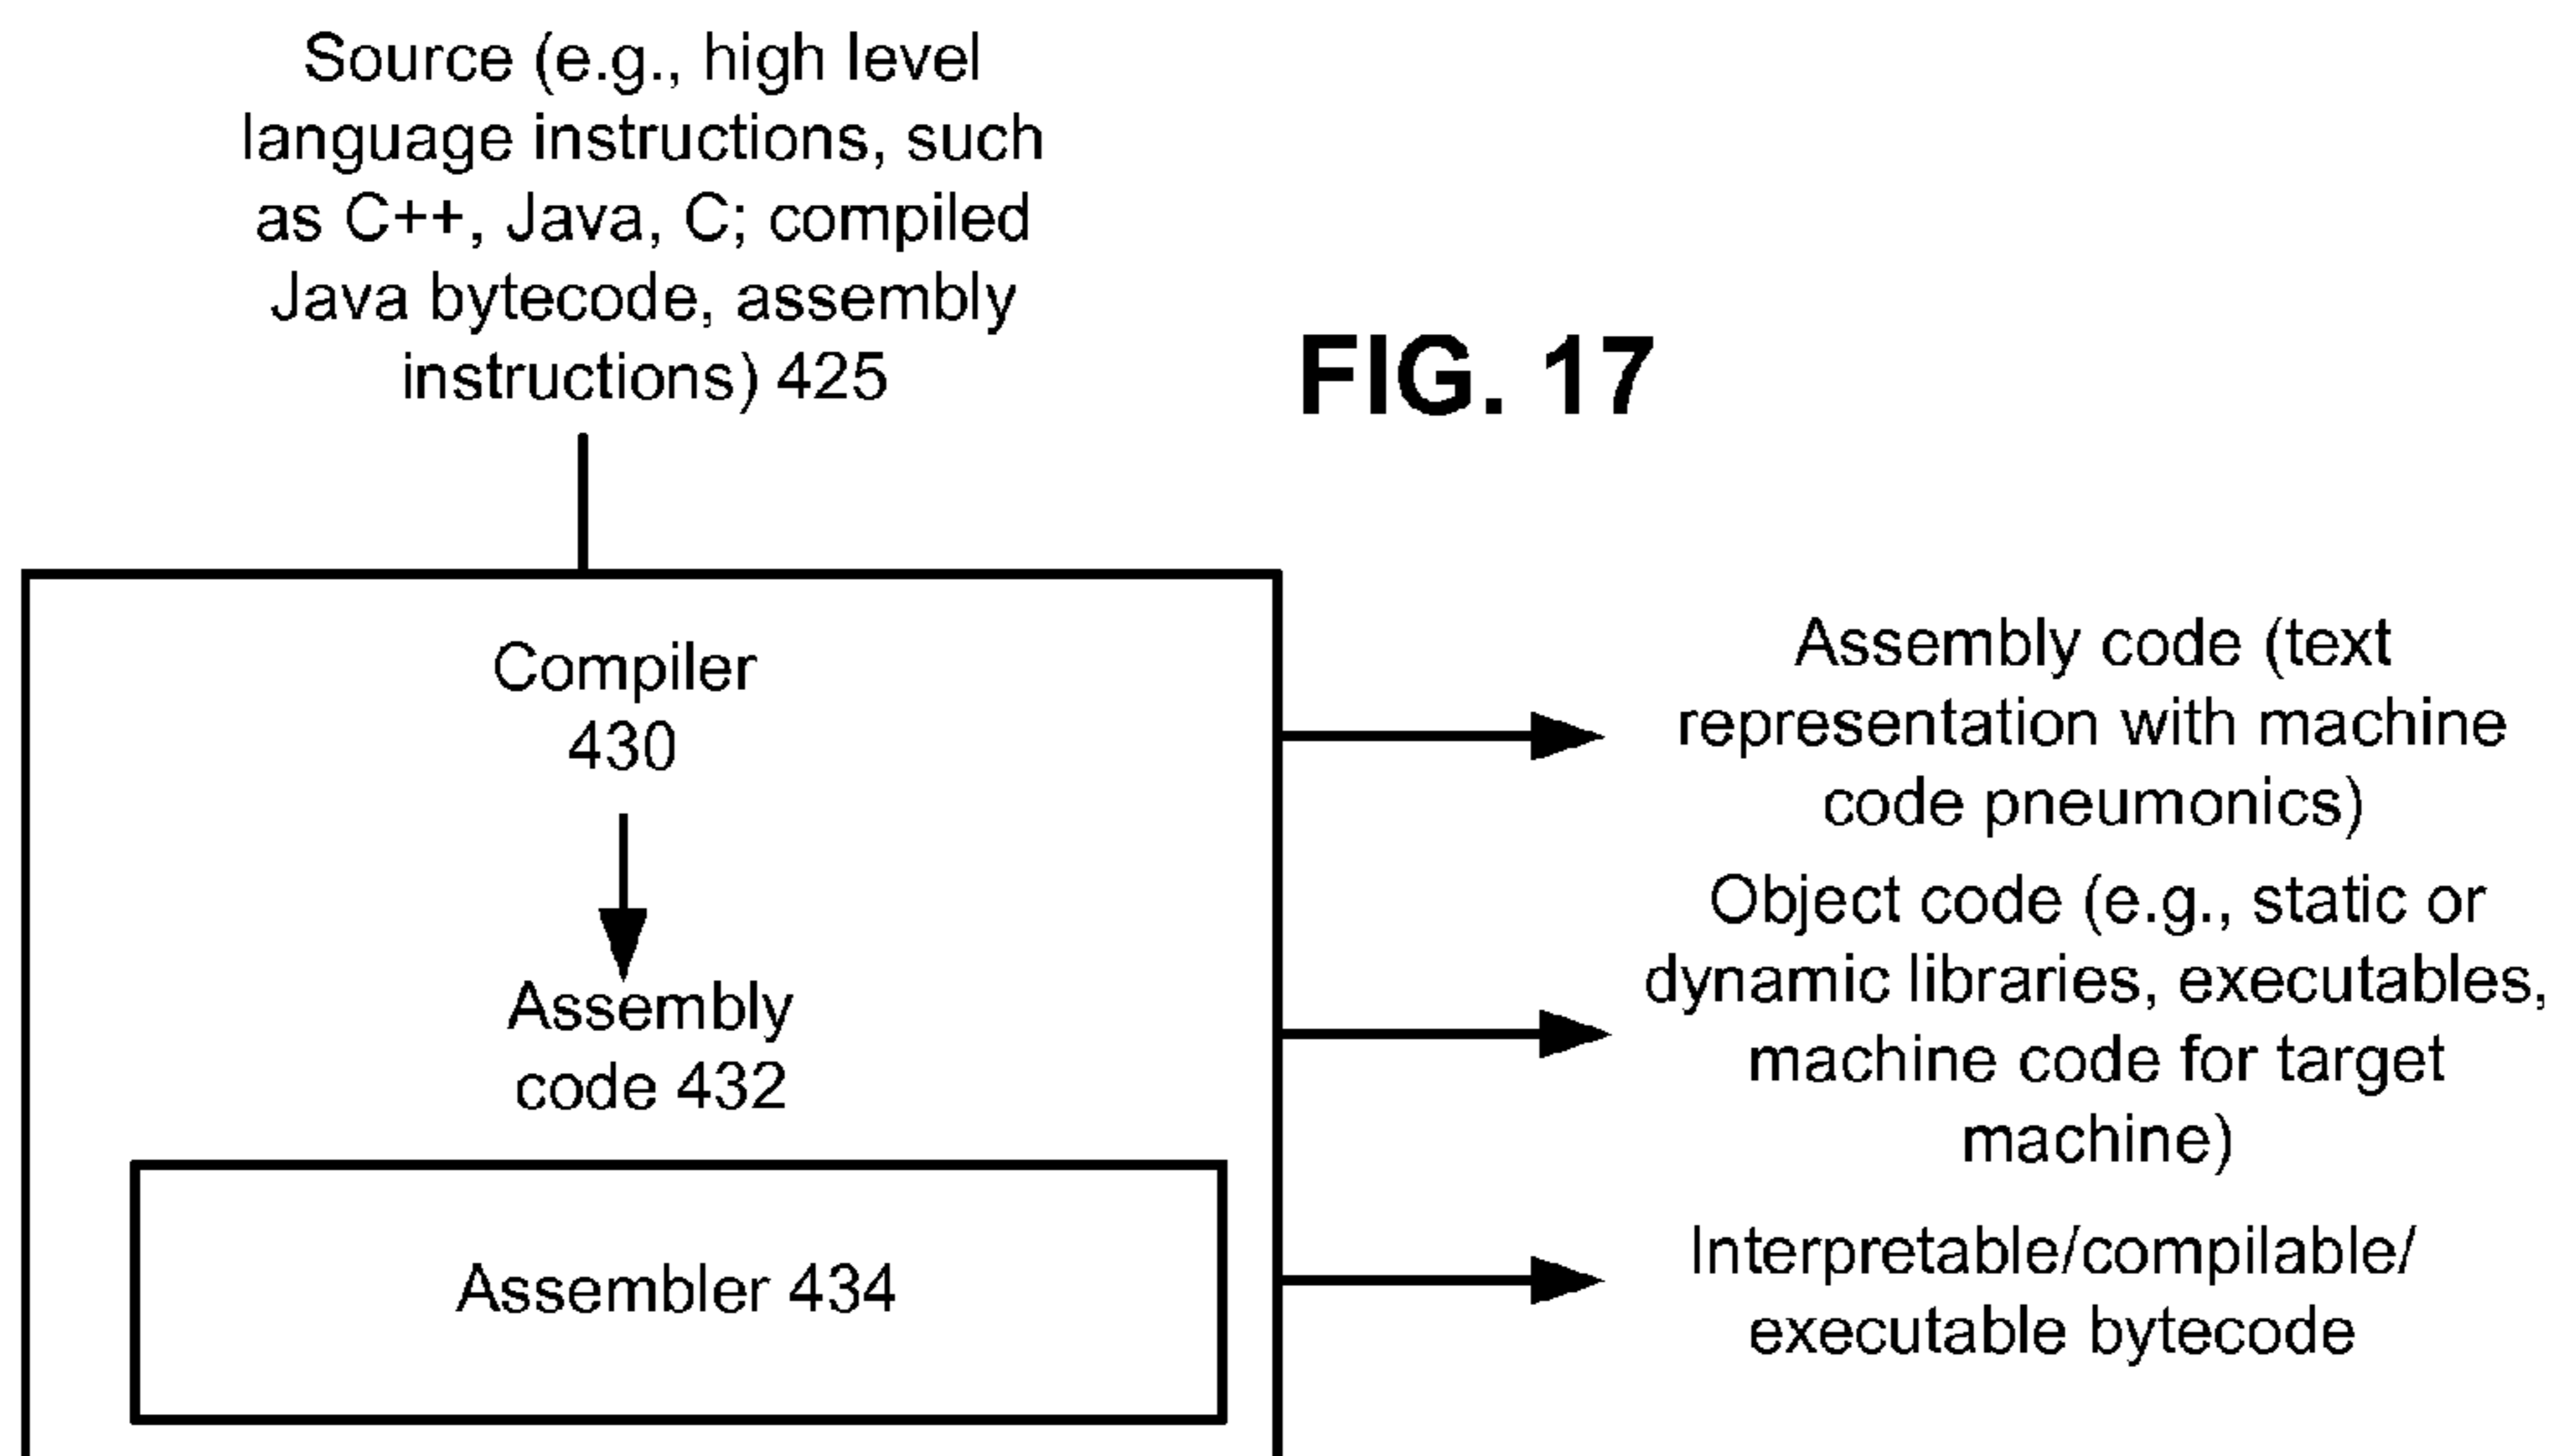 Source (e.g., high level
language instructions, such
as C++, Java, C; compiled
Java bytecode, assembly
instructions) 425
FIG. 17
Compiler
430
Assembly
code 432
Assembler 434
Assembly code (text
representation with machine
code pneumonics)
Object code (e.g., static or
dynamic libraries, executables,
machine code for target
machine)
Interpretable/compilable/
executable bytecode